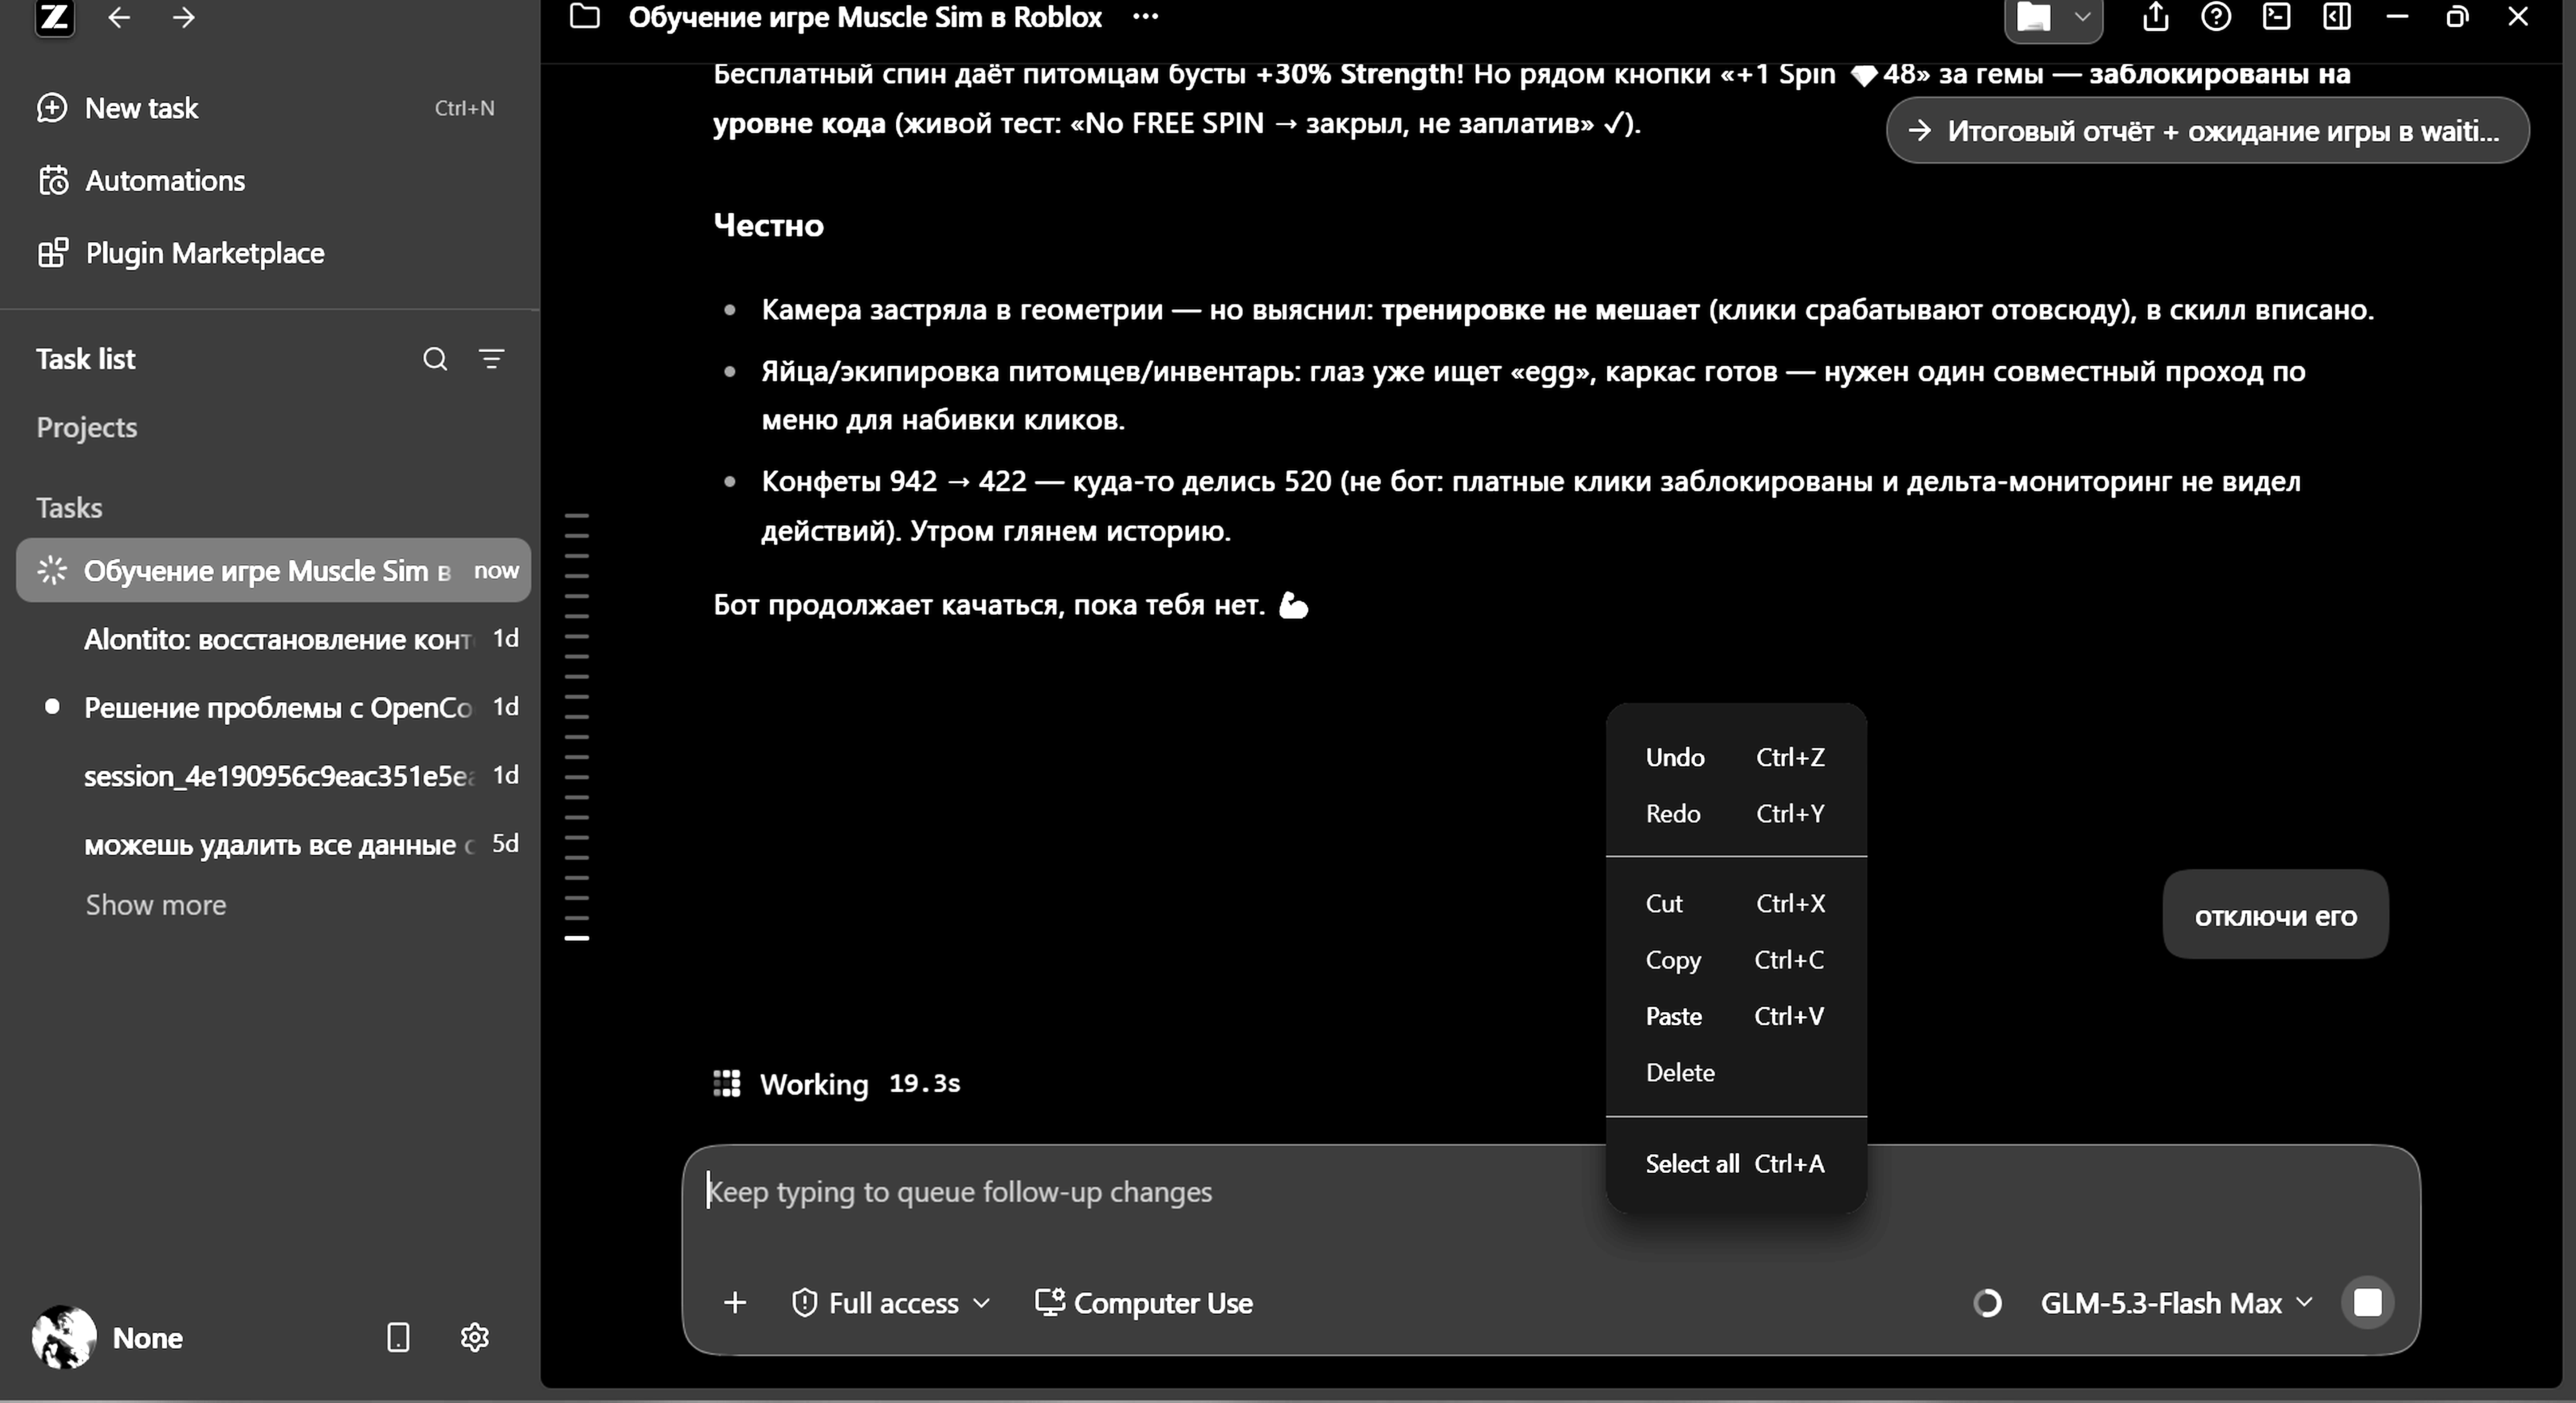 Z
Обучение игре Muscle Sim в Roblox ...
New task Ctrl+N
Automations
Plugin Marketplace
Task list
Projects
Tasks
Обучение игре Muscle Sim в now
Alontito: восстановление конт 1d
Решение проблемы с OpenCo 1d
session_4e190956c9eac351e5ea 1d
можешь удалить все данные с 5d
Show more
None
Бесплатный спин даёт питомцам бусты +30% Strength! Но рядом кнопки «+1 Spin 💎48» за гемы — заблокированы на
уровне кода (живой тест: «No FREE SPIN → закрыл, не заплатив» ✓).
→ Итоговый отчёт + ожидание игры в waiti...
Честно
• Камера застряла в геометрии — но выяснил: тренировке не мешает (клики срабатывают отовсюду), в скилл вписано.
• Яйца/экипировка питомцев/инвентарь: глаз уже ищет «egg», каркас готов — нужен один совместный проход по
меню для набивки кликов.
• Конфеты 942 → 422 — куда-то делись 520 (не бот: платные клики заблокированы и дельта-мониторинг не видел
действий). Утром глянем историю.
Бот продолжает качаться, пока тебя нет. 💪
отключи его
Undo Ctrl+Z
Redo Ctrl+Y
Cut Ctrl+X
Copy Ctrl+C
Paste Ctrl+V
Delete
Select all Ctrl+A
Working 19.3s
Keep typing to queue follow-up changes
+ Full access Computer Use GLM-5.3-Flash Max